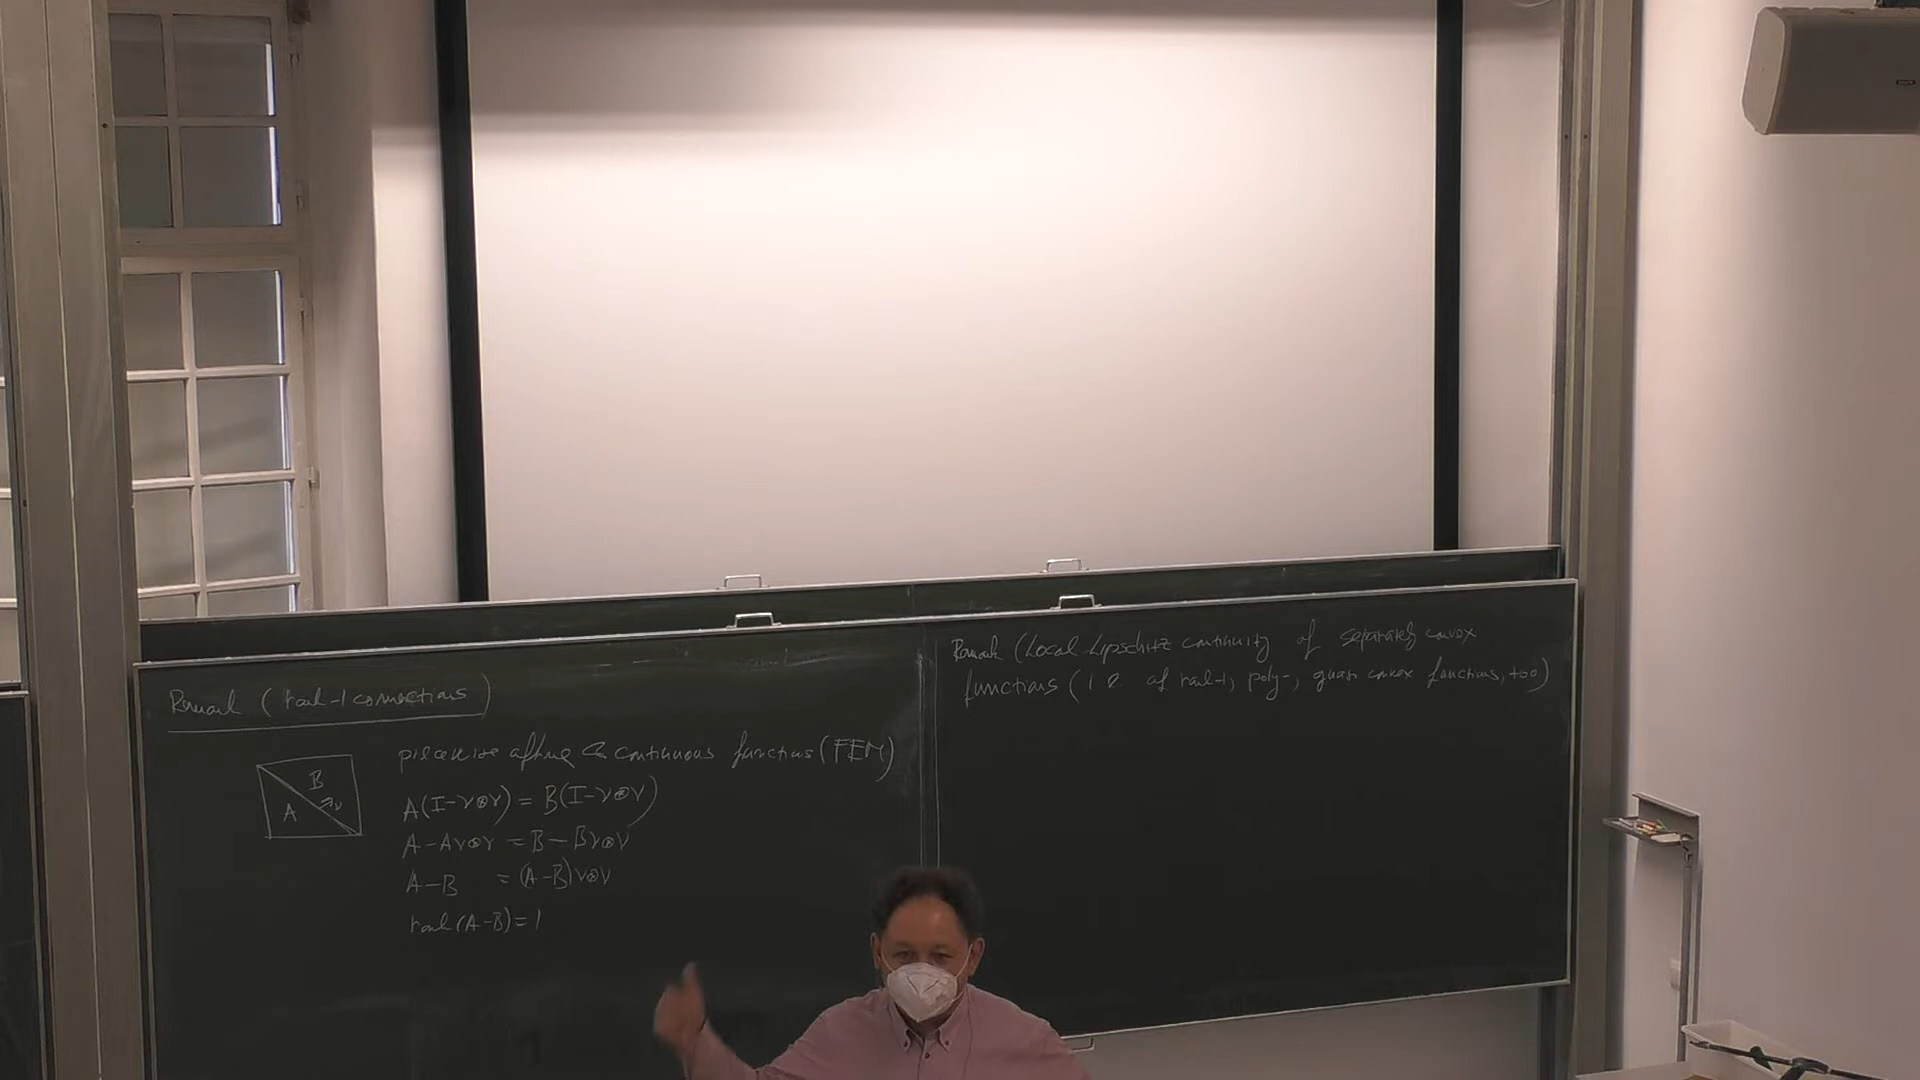 Remark (rank-1 connections)
piecewise affine & continuous functions (FEM)
B
A
ν
A(I-ν⊗ν) = B(I-ν⊗ν)
A-Aν⊗ν = B-Bν⊗ν
A-B = (A-B)ν⊗ν
rank(A-B)=1
Remark (Local Lipschitz continuity of separately convex
functions (i.e. of rank-1, poly-, quasi convex functions, too)